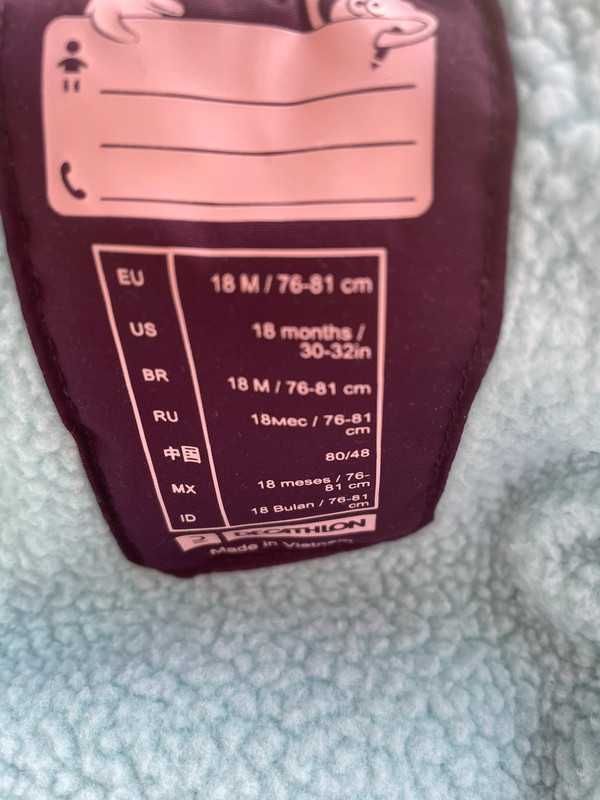 EU 18 M / 76-81 cm
US 18 months /
30-32in
BR 18 M / 76-81 cm
RU 18мес / 76-81
cm
中国 80/48
MX 18 meses / 76-
81 cm
ID 18 Bulan / 76-81
cm
2 DECATHLON
Made in Vietnam